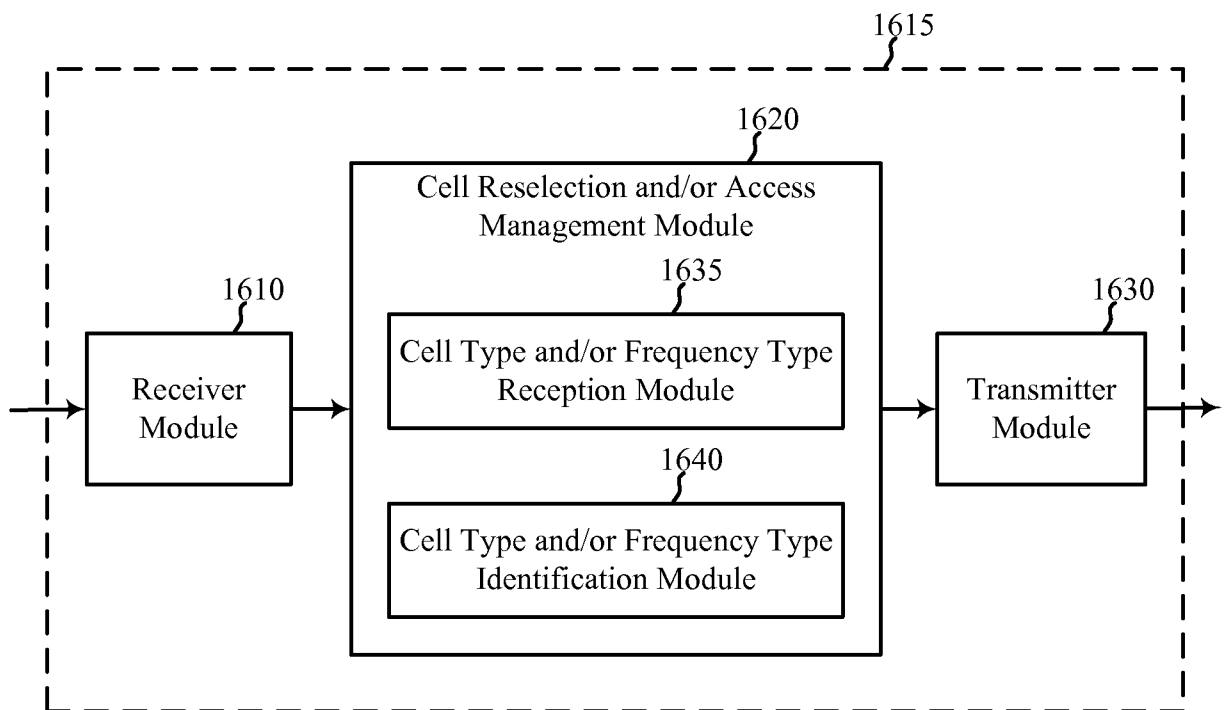 1615
1620
Cell Reselection and/or Access
Management Module
1635
1610
1630
Cell Type and/or Frequency Type
Reception Module
Receiver
Module
Transmitter
Module
1640
Cell Type and/or Frequency Type
Identification Module